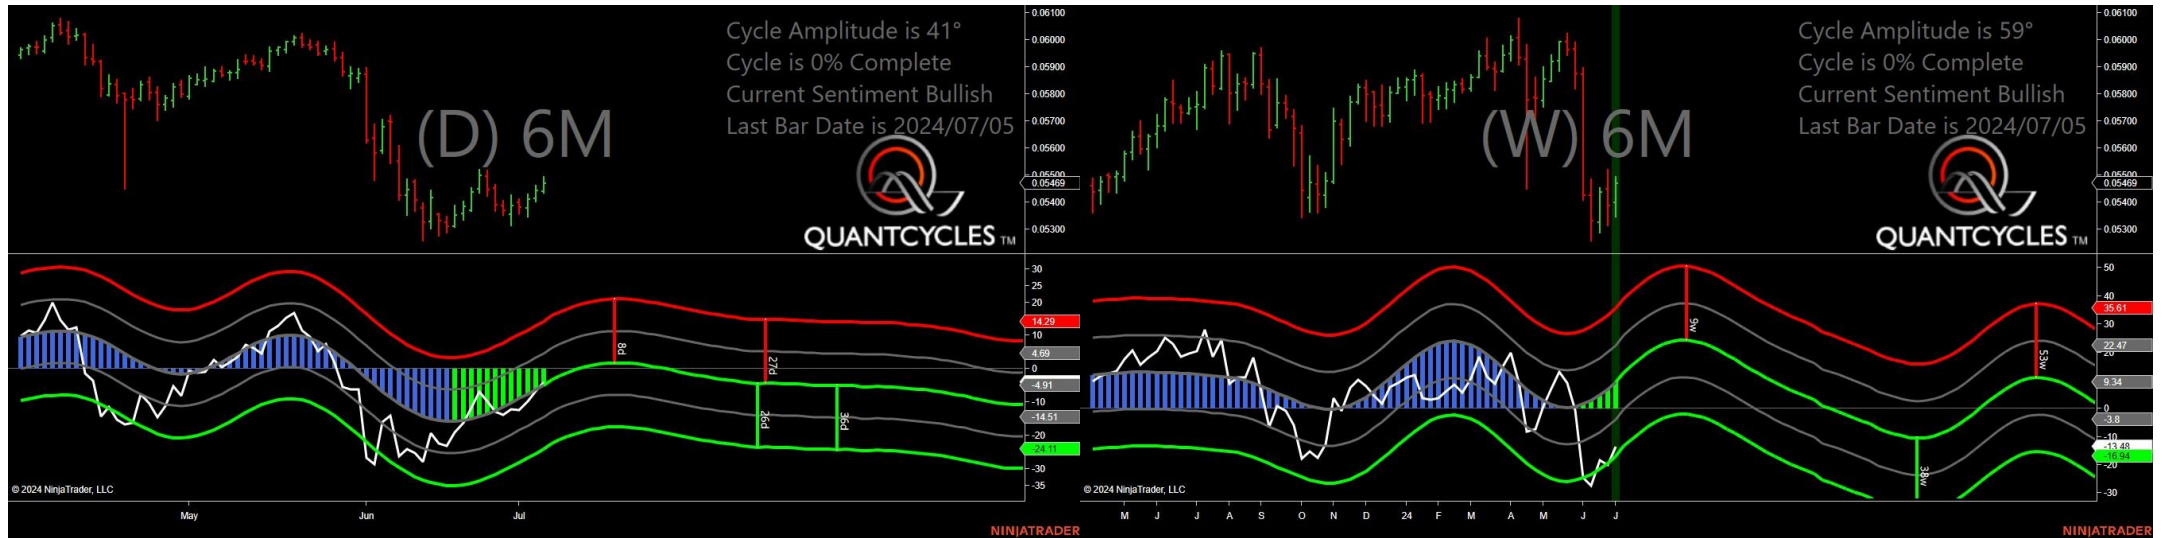 Cycle Amplitude is 41°
Cycle is 0% Complete
Current Sentiment Bullish
Last Bar Date is 2024/07/05
(D) 6M
QUANTCYCLES TM
0.06100
0.06000
0.05900
0.05800
0.05700
0.05600
0.05500
0.05469
0.05400
0.05300
30
25
20
14.29
10
4.69
0
-4.91
-10
-14.51
-20
-24.11
-30
-35
8d
27d
26d
36d
© 2024 NinjaTrader, LLC
May Jun Jul
NINJATRADER
Cycle Amplitude is 59°
Cycle is 0% Complete
Current Sentiment Bullish
Last Bar Date is 2024/07/05
(W) 6M
QUANTCYCLES TM
0.06100
0.06000
0.05900
0.05800
0.05700
0.05600
0.05500
0.05469
0.05400
0.05300
50
40
35.61
30
22.47
20
9.34
0
-3.8
-10
-13.48
-16.94
-20
-30
9w
53w
38w
© 2024 NinjaTrader, LLC
M J J A S O N D 24 F M A M J J
NINJATRADER